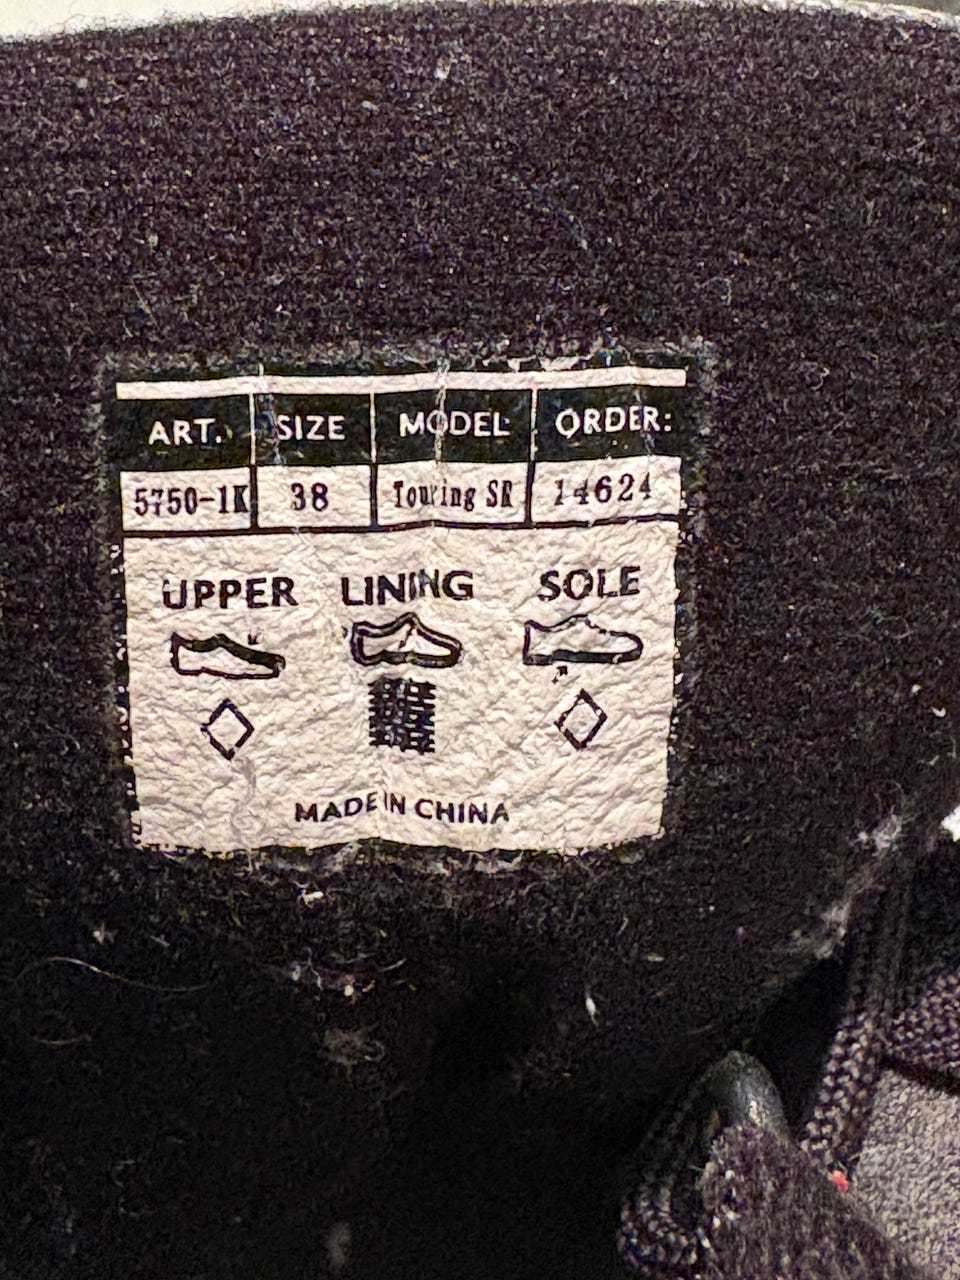 ART. SIZE MODEL ORDER:
5750-1K 38 Touring SR 14624
UPPER LINING SOLE
MADE IN CHINA